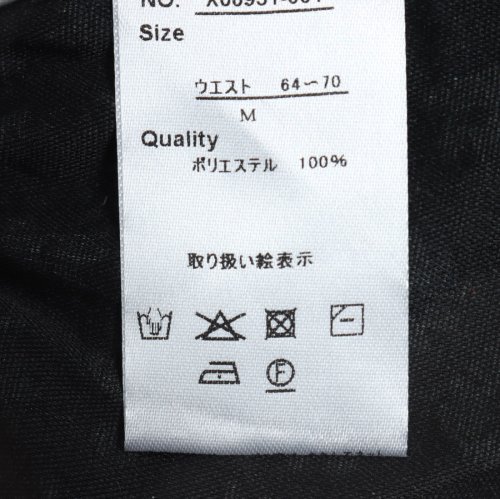 NO.
Size
ウエスト 64～70
M
Quality
ポリエステル 100%
取り扱い絵表示
F